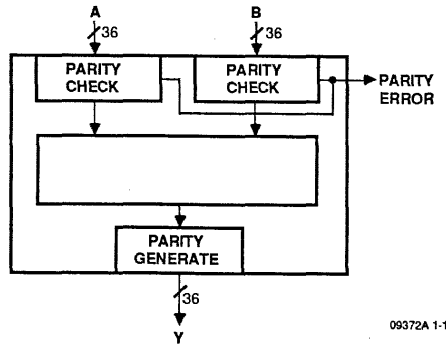 A
B
36
36
PARITY
CHECK
PARITY
CHECK
PARITY
ERROR
PARITY
GENERATE
36
Y
09372A 1-1